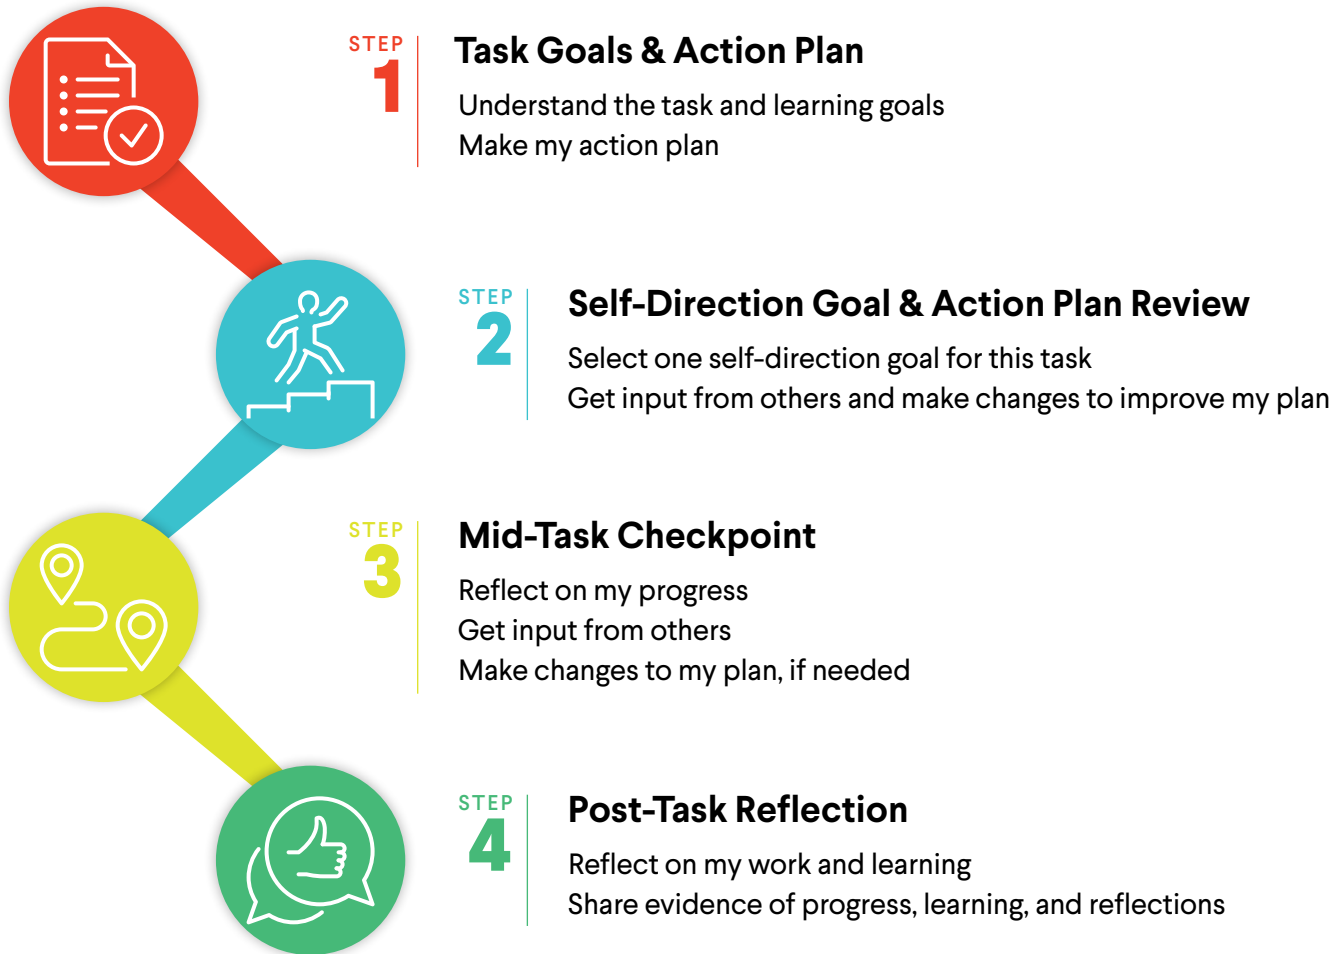 STEP
1
Task Goals & Action Plan
Understand the task and learning goals
Make my action plan
STEP
2
Self-Direction Goal & Action Plan Review
Select one self-direction goal for this task
Get input from others and make changes to improve my plan
STEP
3
Mid-Task Checkpoint
Reflect on my progress
Get input from others
Make changes to my plan, if needed
STEP
4
Post-Task Reflection
Reflect on my work and learning
Share evidence of progress, learning, and reflections